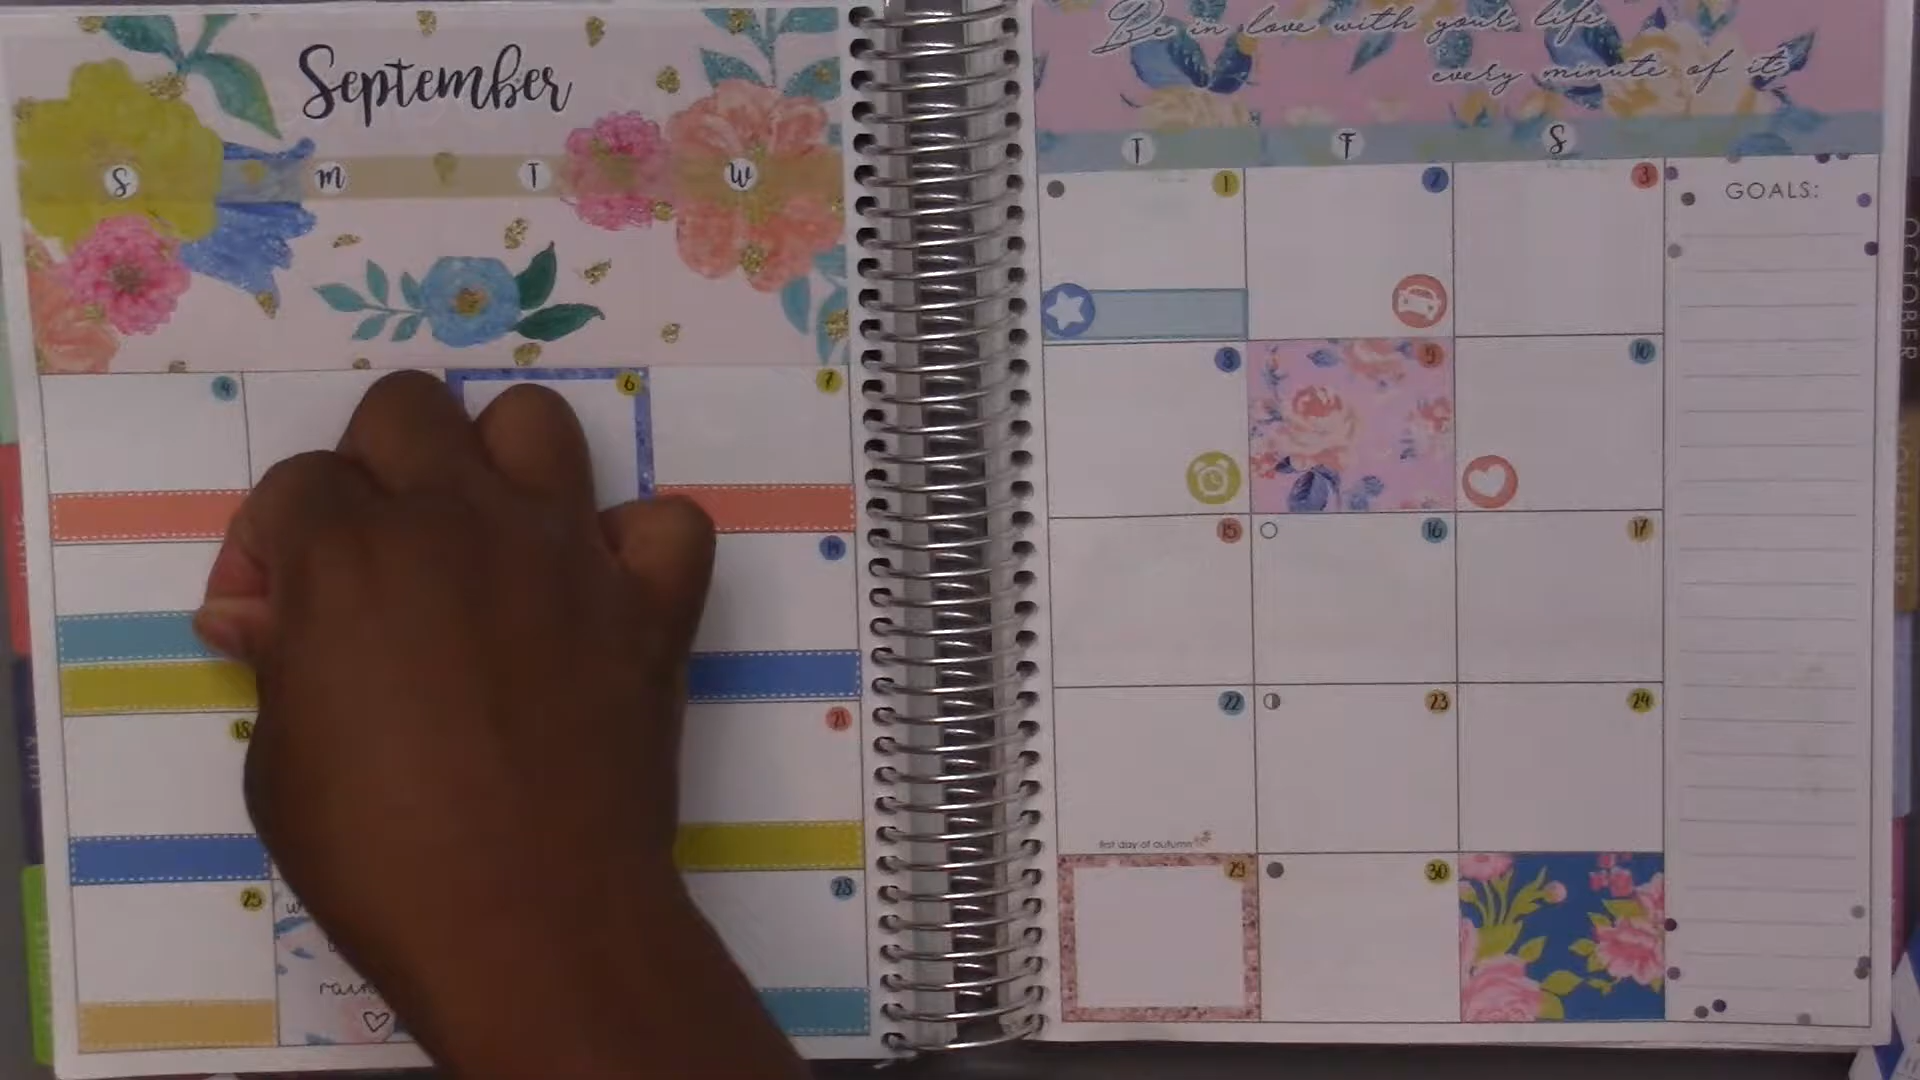 September
S M T W
4 6 7
14
18 21
25 28
Be in love with your life
every minute of it
T F S
1 2 3
GOALS:
8 9 10
15 16 17
22 23 24
first day of autumn
29 30
OCTOBER
NOVEMBER